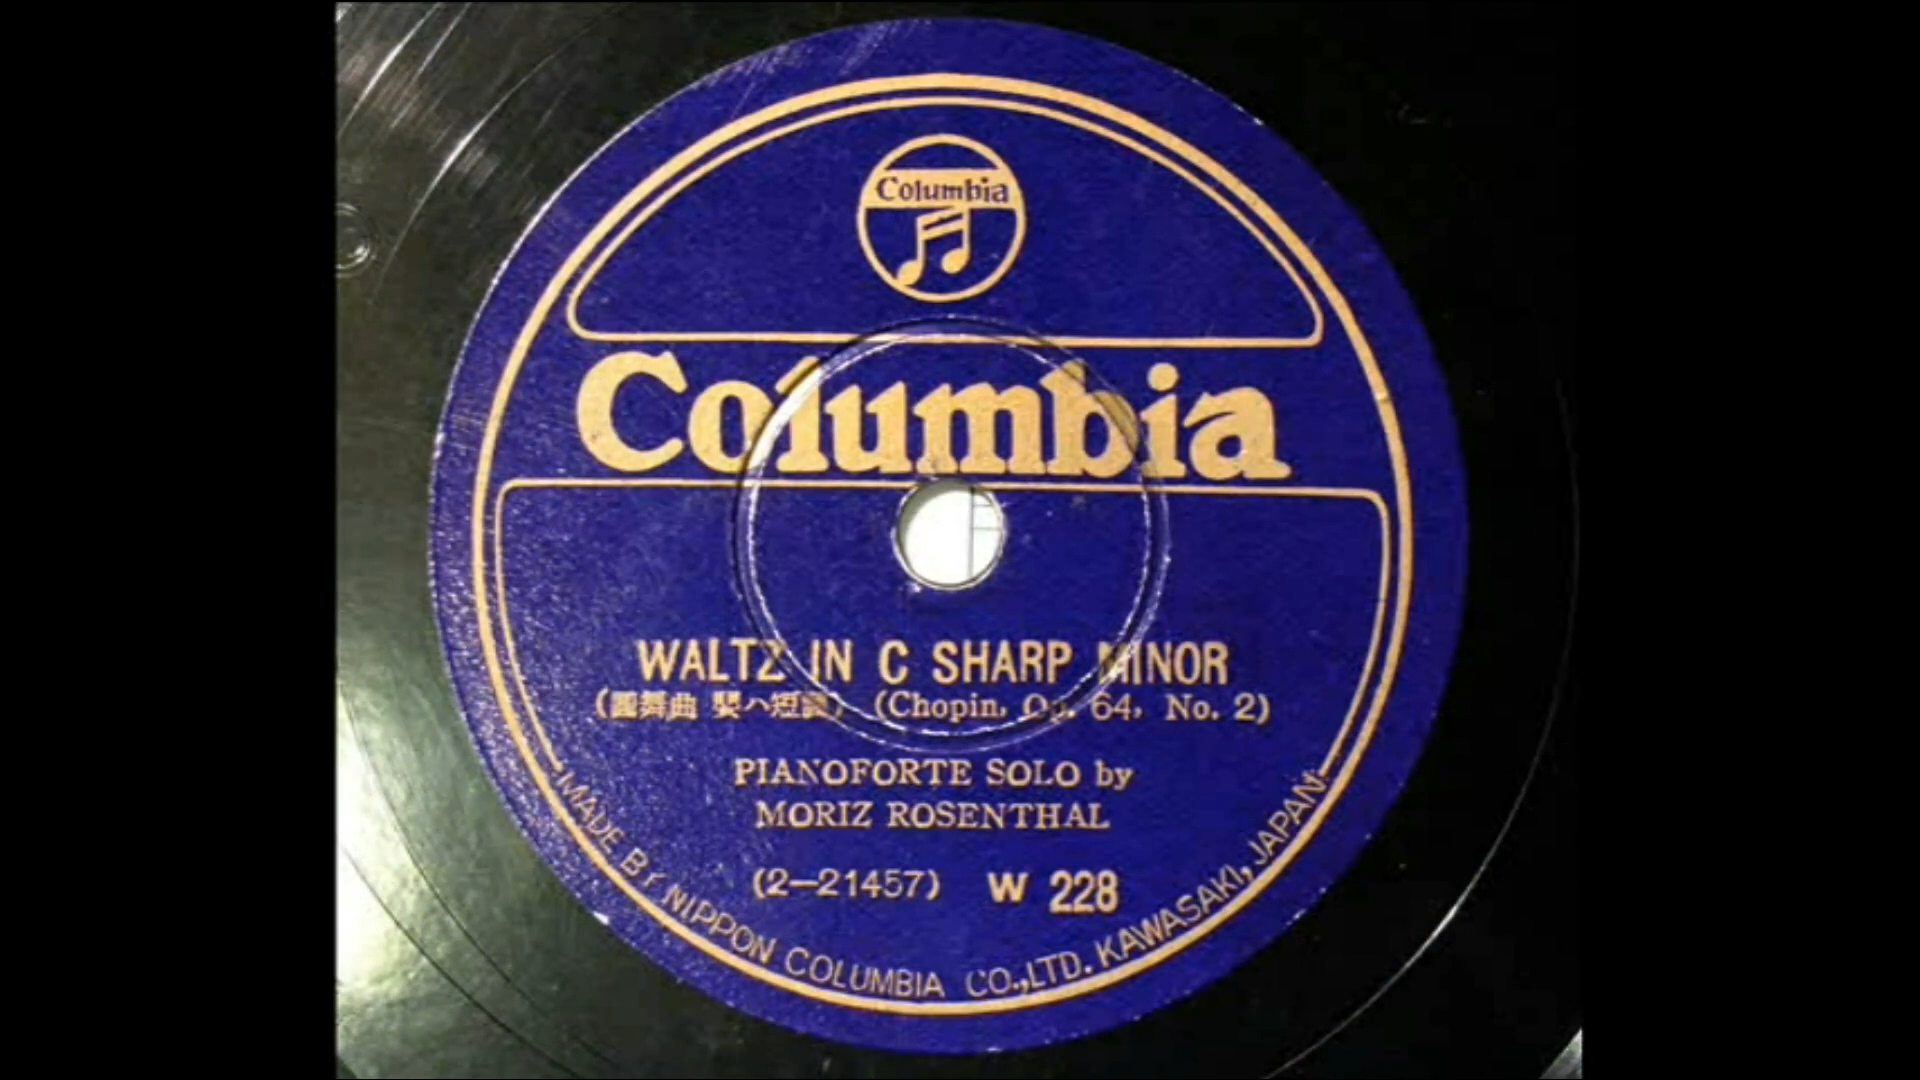 Columbia
Columbia
WALTZ IN C SHARP MINOR
(圓舞曲 嬰ハ短調) (Chopin, Op. 64, No. 2)
PIANOFORTE SOLO by
MORIZ ROSENTHAL
(2—21457) W 228
MADE BY NIPPON COLUMBIA CO.,LTD. KAWASAKI, JAPAN